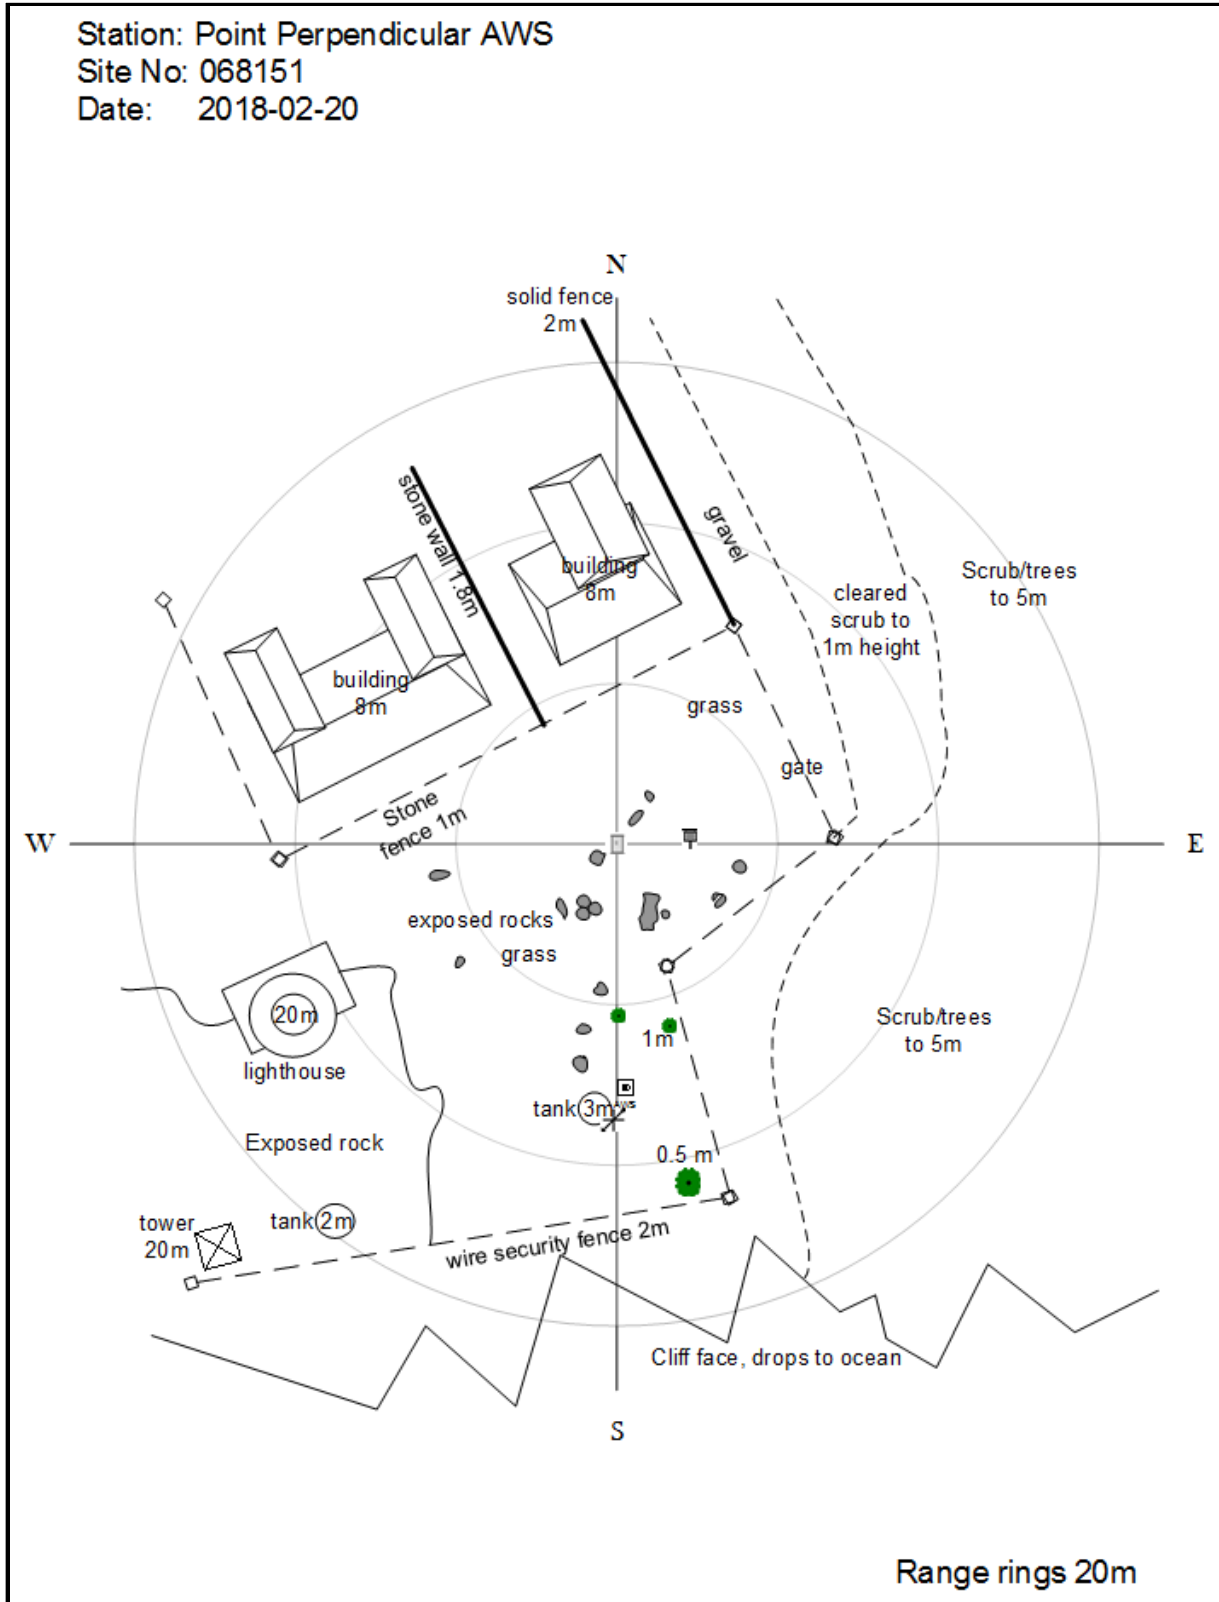 Station: Point Perpendicular AWS
Site No: 068151
Date: 2018-02-20
N
solid fence
2m
stone wall 1.8m
gravel
building
8m
Scrub/trees
to 5m
cleared
scrub to
1m height
building
8m
grass
gate
Stone
fence 1m
W
E
exposed rocks
grass
20m
lighthouse
1m
Scrub/trees
to 5m
tank 3m
Exposed rock
0.5 m
tower
20m
tank 2m
wire security fence 2m
Cliff face, drops to ocean
S
Range rings 20m